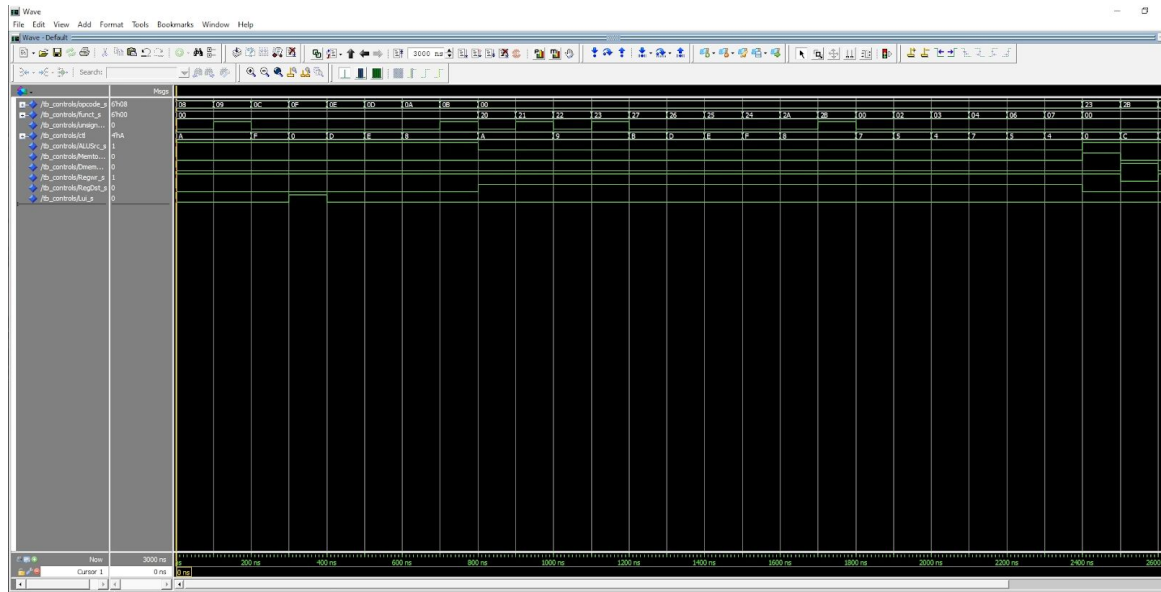 Wave
File Edit View Add Format Tools Bookmarks Window Help
Wave - Default
3000 ns
Search:
Msgs
/tb_controls/opcode_s 6'h08 08 09 0C 0F 0E 0D 0A 0B 00 23 2B
/tb_controls/funct_s 6'h00 00 20 21 22 23 27 26 25 24 2A 2B 00 02 03 04 06 07 00
/tb_controls/unsign... 0
/tb_controls/ctl 4'hA A F 0 D E 8 A 9 B D E F 8 7 5 4 7 5 4 0 C
/tb_controls/ALUSrc_s 1
/tb_controls/Memto... 0
/tb_controls/Dmem... 0
/tb_controls/Regwr_s 1
/tb_controls/RegDst_s 0
/tb_controls/Lui_s 0
Now 3000 ns 200 ns 400 ns 600 ns 800 ns 1000 ns 1200 ns 1400 ns 1600 ns 1800 ns 2000 ns 2200 ns 2400 ns 2600
Cursor 1 0 ns 0 ns